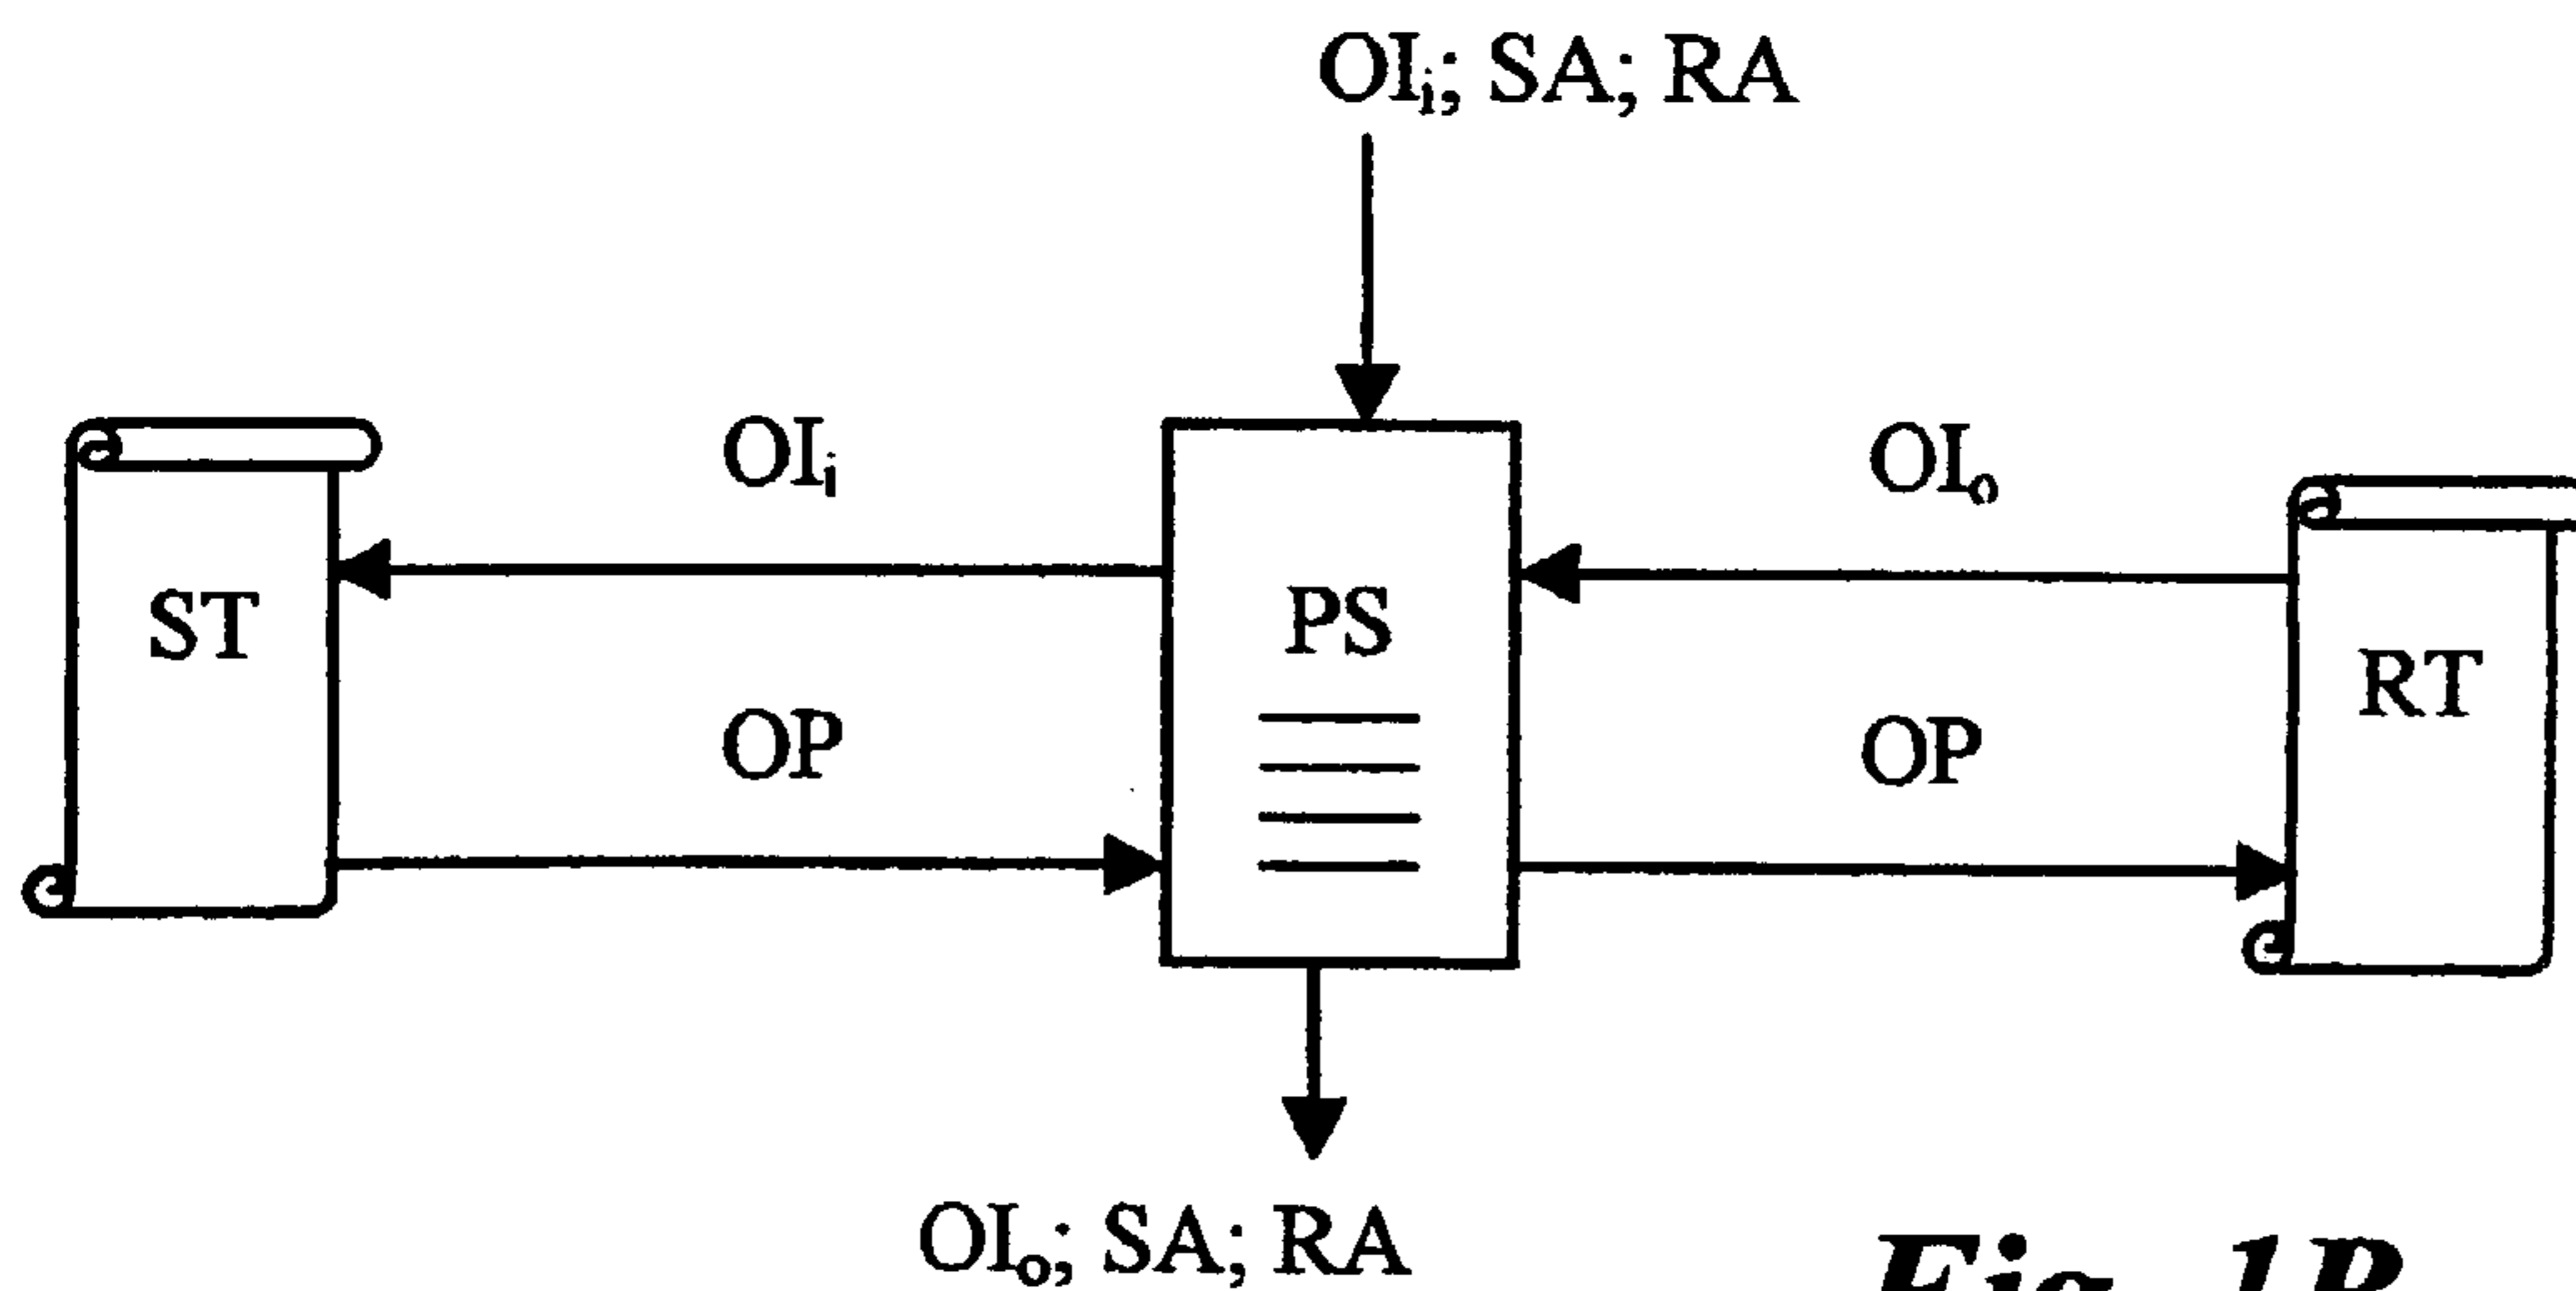 OIᵢ; SA; RA
OIᵢ
OIₒ
ST
PS
RT
OP
OP
OIₒ; SA; RA